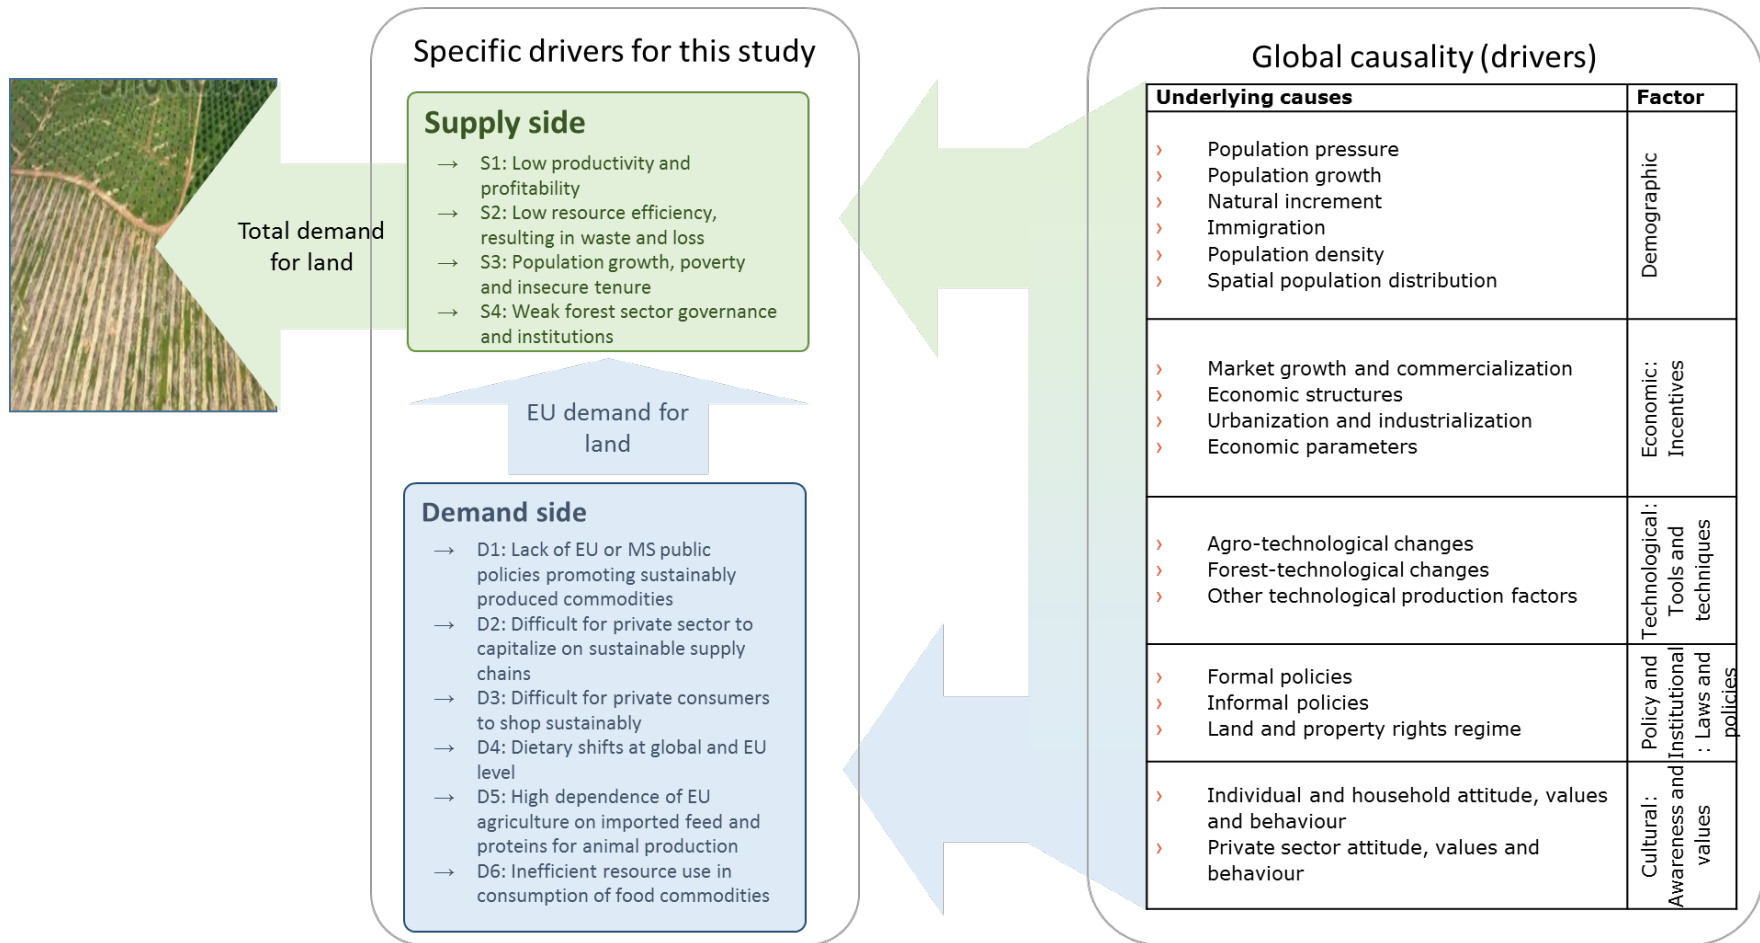 Specific drivers for this study
Supply side
→ S1: Low productivity and
profitability
→ S2: Low resource efficiency,
resulting in waste and loss
→ S3: Population growth, poverty
and insecure tenure
→ S4: Weak forest sector governance
and institutions
Total demand
for land
EU demand for
land
Demand side
→ D1: Lack of EU or MS public
policies promoting sustainably
produced commodities
→ D2: Difficult for private sector to
capitalize on sustainable supply
chains
→ D3: Difficult for private consumers
to shop sustainably
→ D4: Dietary shifts at global and EU
level
→ D5: High dependence of EU
agriculture on imported feed and
proteins for animal production
→ D6: Inefficient resource use in
consumption of food commodities
Global causality (drivers)
Underlying causes Factor
› Population pressure
› Population growth
› Natural increment
› Immigration
› Population density
› Spatial population distribution
Demographic
› Market growth and commercialization
› Economic structures
› Urbanization and industrialization
› Economic parameters
Economic:
Incentives
› Agro-technological changes
› Forest-technological changes
› Other technological production factors
Technological:
Tools and
techniques
› Formal policies
› Informal policies
› Land and property rights regime
Policy and
Institutional
: Laws and
policies
› Individual and household attitude, values
and behaviour
› Private sector attitude, values and
behaviour
Cultural:
Awareness and
values